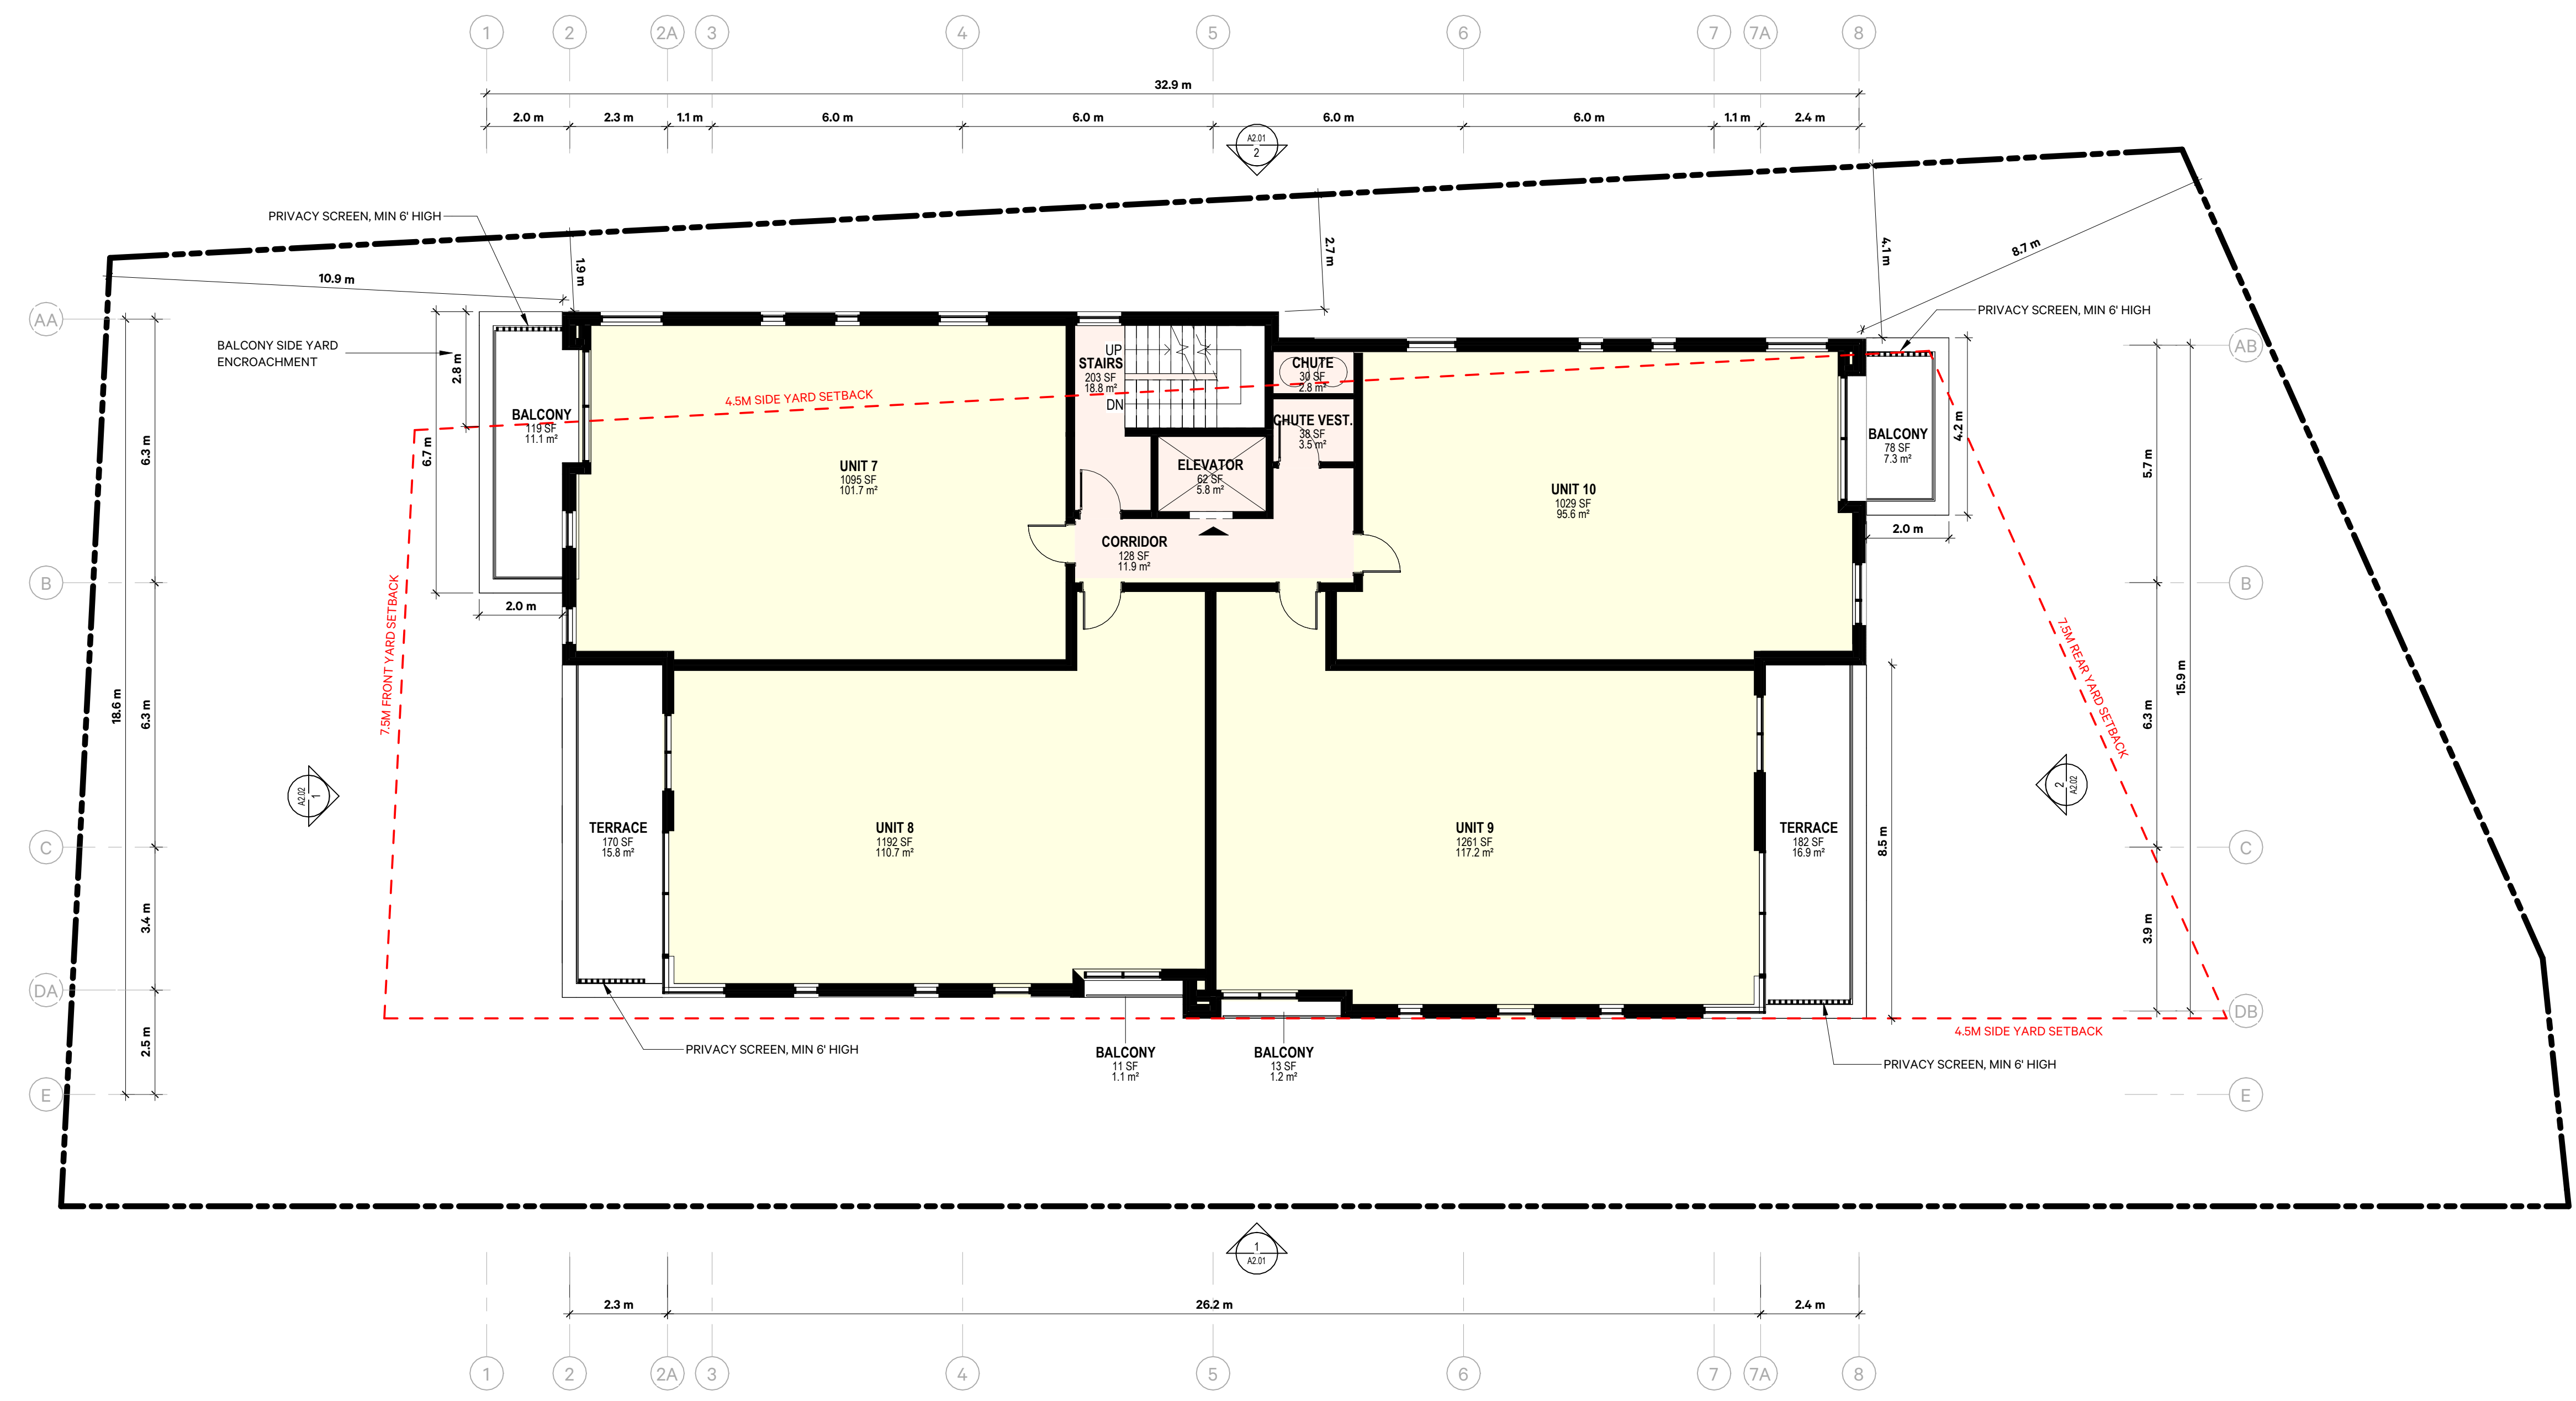 1
2
2A
3
4
5
6
7
7A
8
32.9 m
2.0 m
2.3 m
1.1 m
6.0 m
6.0 m
6.0 m
6.0 m
1.1 m
2.4 m
A2.01
2
PRIVACY SCREEN, MIN 6' HIGH
10.9 m
1.9 m
2.7 m
4.1 m
8.7 m
PRIVACY SCREEN, MIN 6' HIGH
AA
AB
BALCONY SIDE YARD
ENCROACHMENT
2.8 m
6.7 m
6.3 m
BALCONY
119 SF
11.1 m²
4.5M SIDE YARD SETBACK
UNIT 7
1095 SF
101.7 m²
UP
STAIRS
203 SF
18.8 m²
DN
CHUTE
30 SF
2.8 m²
CHUTE VEST.
38 SF
3.5 m²
ELEVATOR
62 SF
5.8 m²
CORRIDOR
128 SF
11.9 m²
UNIT 10
1029 SF
95.6 m²
BALCONY
78 SF
7.3 m²
4.2 m
2.0 m
5.7 m
B
B
2.0 m
7.5M FRONT YARD SETBACK
7.5M REAR YARD SETBACK
18.6 m
6.3 m
6.3 m
15.9 m
A2.02
1
2
A2.02
TERRACE
170 SF
15.8 m²
UNIT 8
1192 SF
110.7 m²
UNIT 9
1261 SF
117.2 m²
TERRACE
182 SF
16.9 m²
8.5 m
C
C
3.4 m
3.9 m
DA
DB
2.5 m
4.5M SIDE YARD SETBACK
PRIVACY SCREEN, MIN 6' HIGH
BALCONY
11 SF
1.1 m²
BALCONY
13 SF
1.2 m²
PRIVACY SCREEN, MIN 6' HIGH
E
E
1
A2.01
2.3 m
26.2 m
2.4 m
1
2
2A
3
4
5
6
7
7A
8